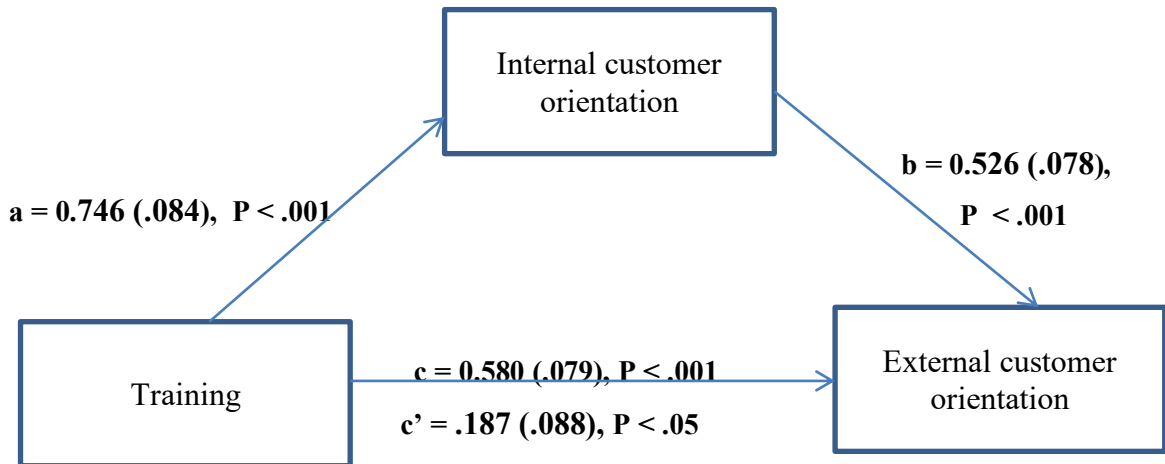 Internal customer
orientation
a = 0.746 (.084),  P < .001
b = 0.526 (.078),
P  < .001
Training
c = 0.580 (.079), P < .001
c’ = .187 (.088), P < .05
External customer
orientation